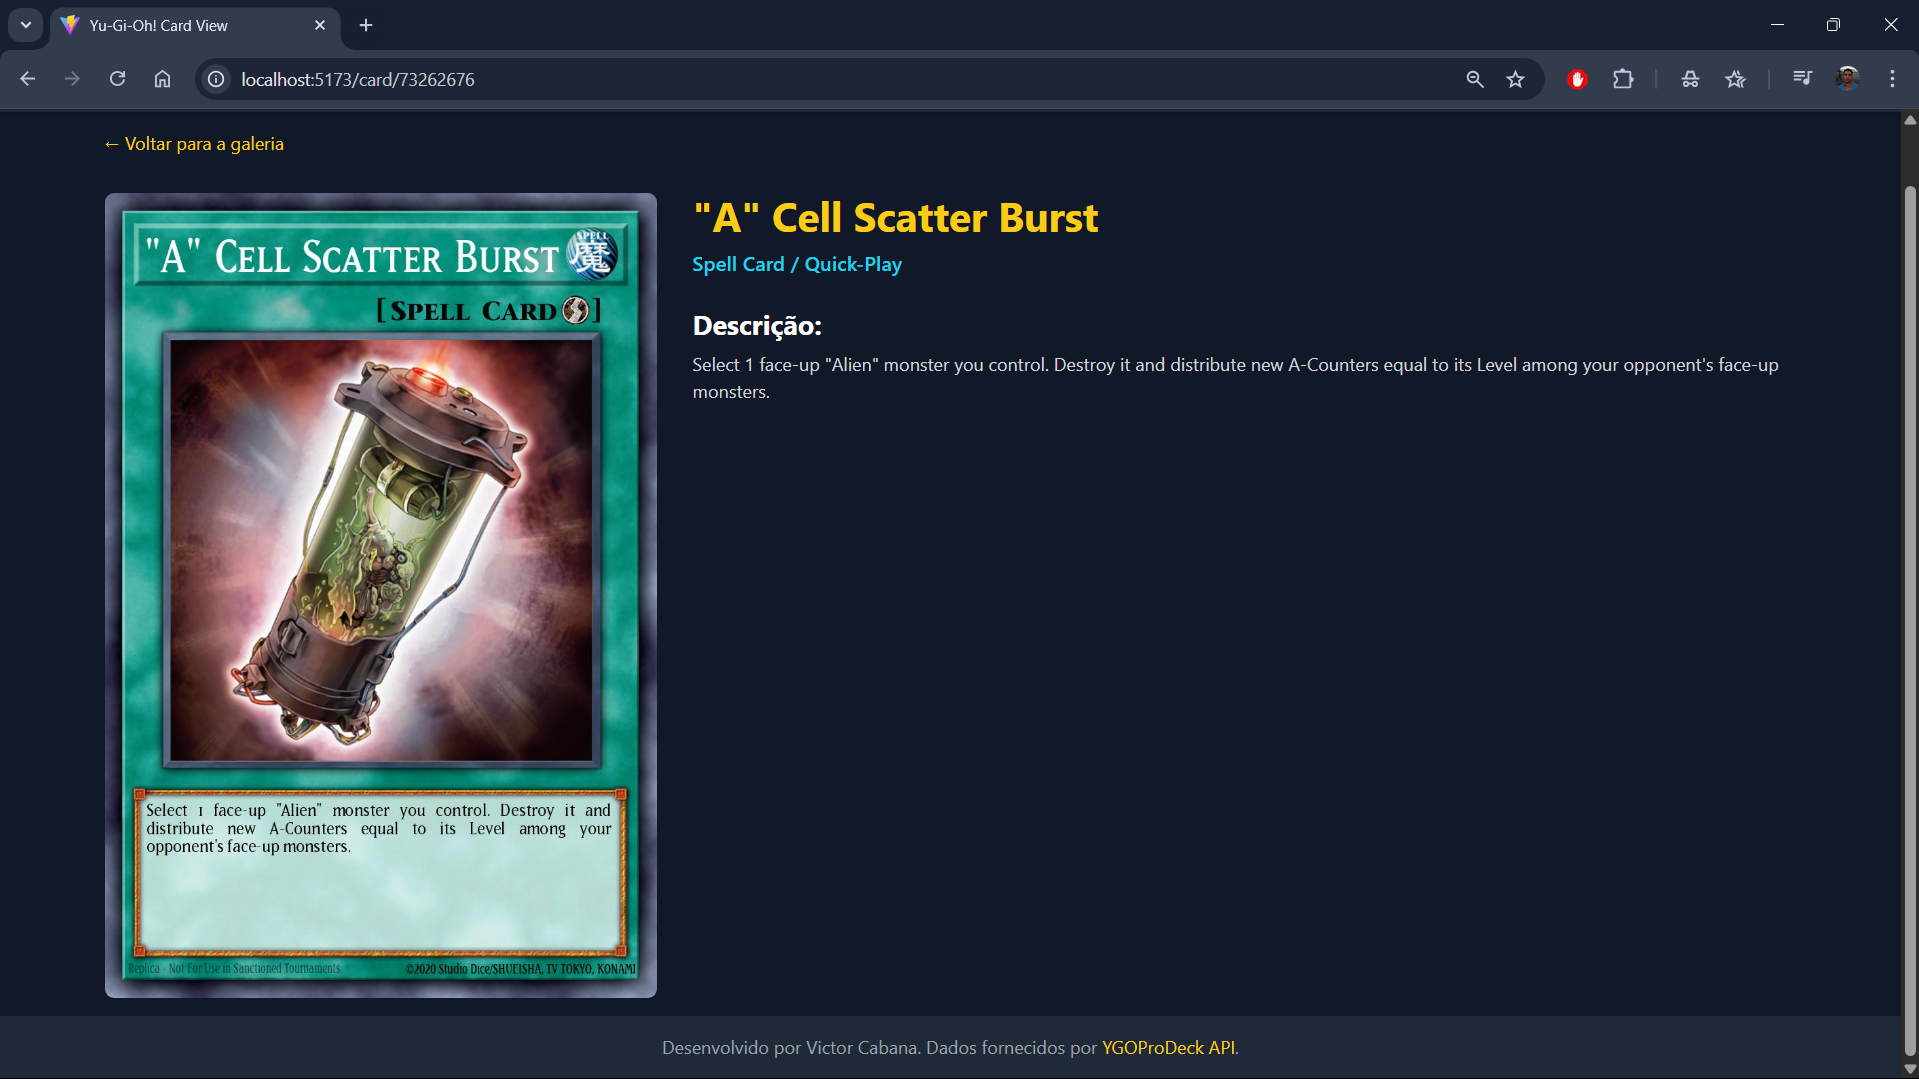 Yu-Gi-Oh! Card View
localhost:5173/card/73262676
← Voltar para a galeria
"A" Cell Scatter Burst
SPELL
魔
[Spell Card]
Select 1 face-up "Alien" monster you control. Destroy it and
distribute new A-Counters equal to its Level among your
opponent's face-up monsters.
Replica - Not For Use in Sanctioned Tournaments.
©2020 Studio Dice/SHUEISHA, TV TOKYO, KONAMI
"A" Cell Scatter Burst
Spell Card / Quick-Play
Descrição:
Select 1 face-up "Alien" monster you control. Destroy it and distribute new A-Counters equal to its Level among your opponent's face-up
monsters.
Desenvolvido por Victor Cabana. Dados fornecidos por YGOProDeck API.